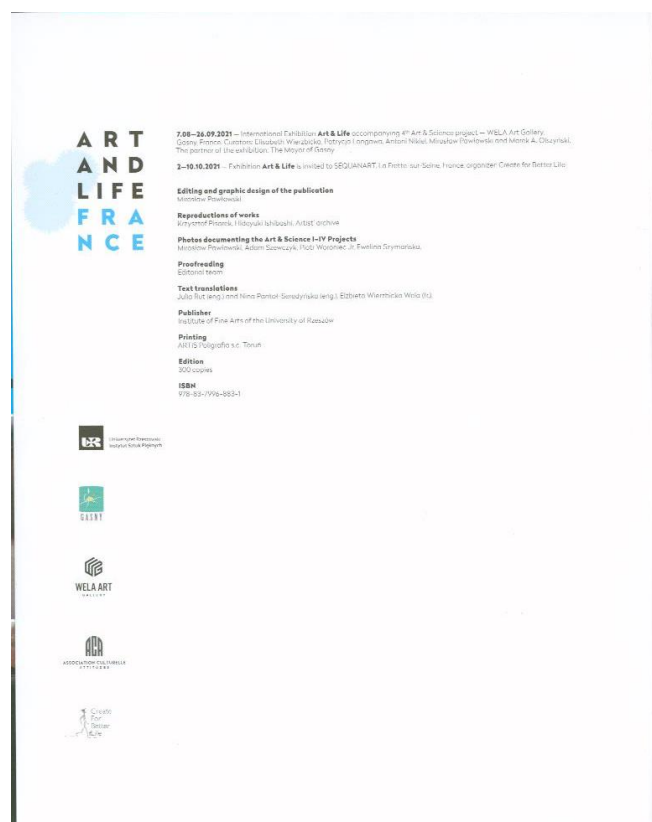 ART
AND
LIFE
FRA
NCE
7.08–26.09.2021 – International Exhibition Art & Life accompanying 4th Art & Science project – WELA Art Gallery,
Gasny, France. Curators: Elisabeth Wierzbicka, Patrycja Longawa, Antoni Nikiel, Mirosław Pawłowski and Marek A. Olszyński.
The partner of the exhibition: The Mayor of Gasny
2–10.10.2021 – Exhibition Art & Life is invited to SEQUANART, La Frette-sur-Seine, France, organizer Create for Better Life
Editing and graphic design of the publication
Mirosław Pawłowski
Reproductions of works
Krzysztof Pisarek, Hideyuki Ishibashi, Artist' archive
Photos documenting the Art & Science I–IV Projects
Mirosław Pawłowski, Adam Szewczyk, Piotr Woroniec Jr, Ewelina Szymańska,
Proofreading
Editorial team
Text translations
Julia Rut (eng.) and Nina Pantoł- (eng.), Elżbieta Wierzbicka Wela (fr.)
Publisher
Institute of Fine Arts of the University of Rzeszów
Printing
ARTiS Poligrafia s.c. Toruń
Edition
300 copies
ISBN
978-83-7996-883-1
UR
Uniwersytet Rzeszowski
Instytut Sztuk Pięknych
GASNY
WELA ART
GALLERY
ACA
ASSOCIATION CULTURELLE
ATTITUDES
Create
For
Better
Life